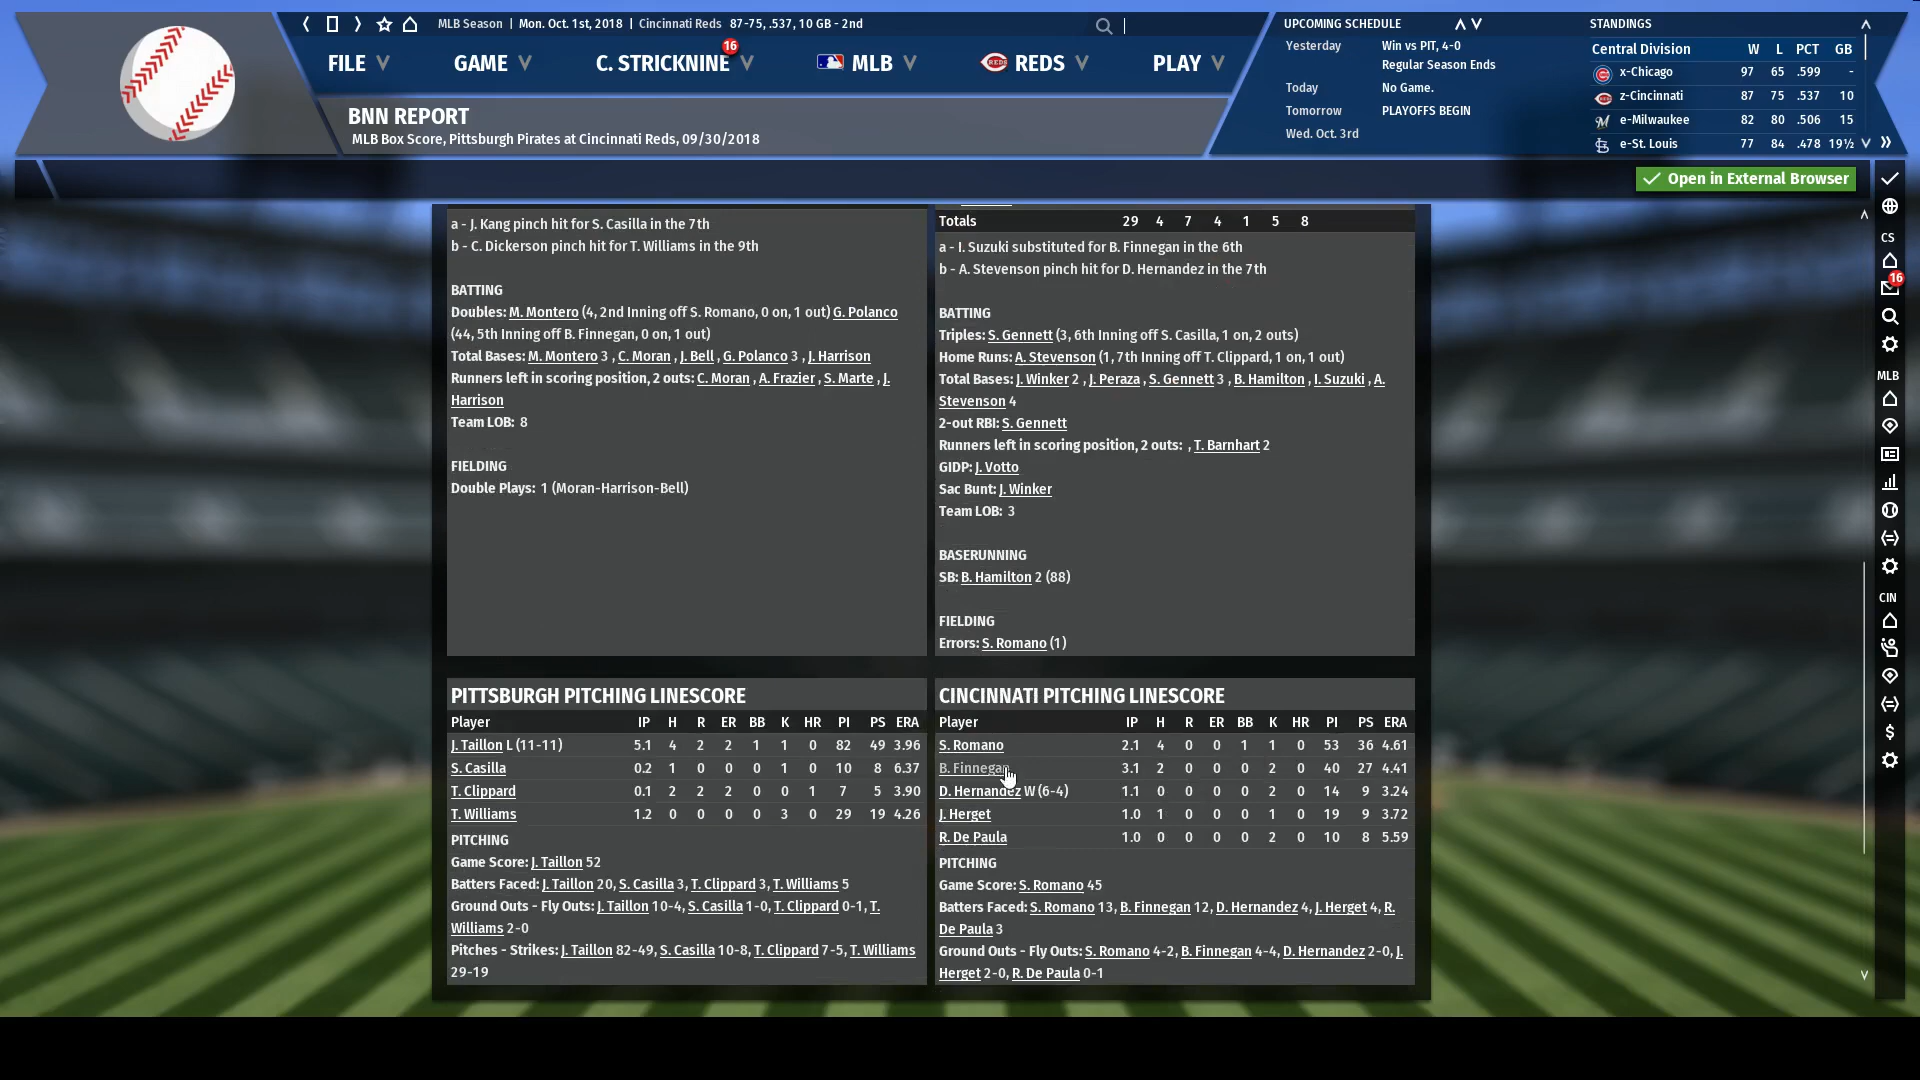 MLB Season | Mon. Oct. 1st, 2018 | Cincinnati Reds 87-75, .537, 10 GB - 2nd
FILE GAME C. STRICKNINE 16 MLB REDS PLAY
BNN REPORT
MLB Box Score, Pittsburgh Pirates at Cincinnati Reds, 09/30/2018
UPCOMING SCHEDULE
Yesterday Win vs PIT, 4-0
Regular Season Ends
Today No Game.
Tomorrow PLAYOFFS BEGIN
Wed. Oct. 3rd
STANDINGS
Central Division W L PCT GB
x-Chicago 97 65 .599 -
z-Cincinnati 87 75 .537 10
e-Milwaukee 82 80 .506 15
e-St. Louis 77 84 .478 19½
Open in External Browser
a - J. Kang pinch hit for S. Casilla in the 7th
b - C. Dickerson pinch hit for T. Williams in the 9th
BATTING
Doubles: M. Montero (4, 2nd Inning off S. Romano, 0 on, 1 out) G. Polanco
(44, 5th Inning off B. Finnegan, 0 on, 1 out)
Total Bases: M. Montero 3 , C. Moran , J. Bell , G. Polanco 3 , J. Harrison
Runners left in scoring position, 2 outs: C. Moran , A. Frazier , S. Marte , J.
Harrison
Team LOB: 8
FIELDING
Double Plays: 1 (Moran-Harrison-Bell)
Totals 29 4 7 4 1 5 8
a - I. Suzuki substituted for B. Finnegan in the 6th
b - A. Stevenson pinch hit for D. Hernandez in the 7th
BATTING
Triples: S. Gennett (3, 6th Inning off S. Casilla, 1 on, 2 outs)
Home Runs: A. Stevenson (1, 7th Inning off T. Clippard, 1 on, 1 out)
Total Bases: J. Winker 2 , J. Peraza , S. Gennett 3 , B. Hamilton , I. Suzuki , A.
Stevenson 4
2-out RBI: S. Gennett
Runners left in scoring position, 2 outs: , T. Barnhart 2
GIDP: J. Votto
Sac Bunt: J. Winker
Team LOB: 3
BASERUNNING
SB: B. Hamilton 2 (88)
FIELDING
Errors: S. Romano (1)
PITTSBURGH PITCHING LINESCORE
Player IP H R ER BB K HR PI PS ERA
J. Taillon L (11-11) 5.1 4 2 2 1 1 0 82 49 3.96
S. Casilla 0.2 1 0 0 0 1 0 10 8 6.37
T. Clippard 0.1 2 2 2 0 0 1 7 5 3.90
T. Williams 1.2 0 0 0 0 3 0 29 19 4.26
PITCHING
Game Score: J. Taillon 52
Batters Faced: J. Taillon 20, S. Casilla 3, T. Clippard 3, T. Williams 5
Ground Outs - Fly Outs: J. Taillon 10-4, S. Casilla 1-0, T. Clippard 0-1, T.
Williams 2-0
Pitches - Strikes: J. Taillon 82-49, S. Casilla 10-8, T. Clippard 7-5, T. Williams
29-19
CINCINNATI PITCHING LINESCORE
Player IP H R ER BB K HR PI PS ERA
S. Romano 2.1 4 0 0 1 1 0 53 36 4.61
B. Finnegan 3.1 2 0 0 0 2 0 40 27 4.41
D. Hernandez W (6-4) 1.1 0 0 0 0 2 0 14 9 3.24
J. Herget 1.0 1 0 0 0 1 0 19 9 3.72
R. De Paula 1.0 0 0 0 0 2 0 10 8 5.59
PITCHING
Game Score: S. Romano 45
Batters Faced: S. Romano 13, B. Finnegan 12, D. Hernandez 4, J. Herget 4, R.
De Paula 3
Ground Outs - Fly Outs: S. Romano 4-2, B. Finnegan 4-4, D. Hernandez 2-0, J.
Herget 2-0, R. De Paula 0-1
CS
16
MLB
CIN